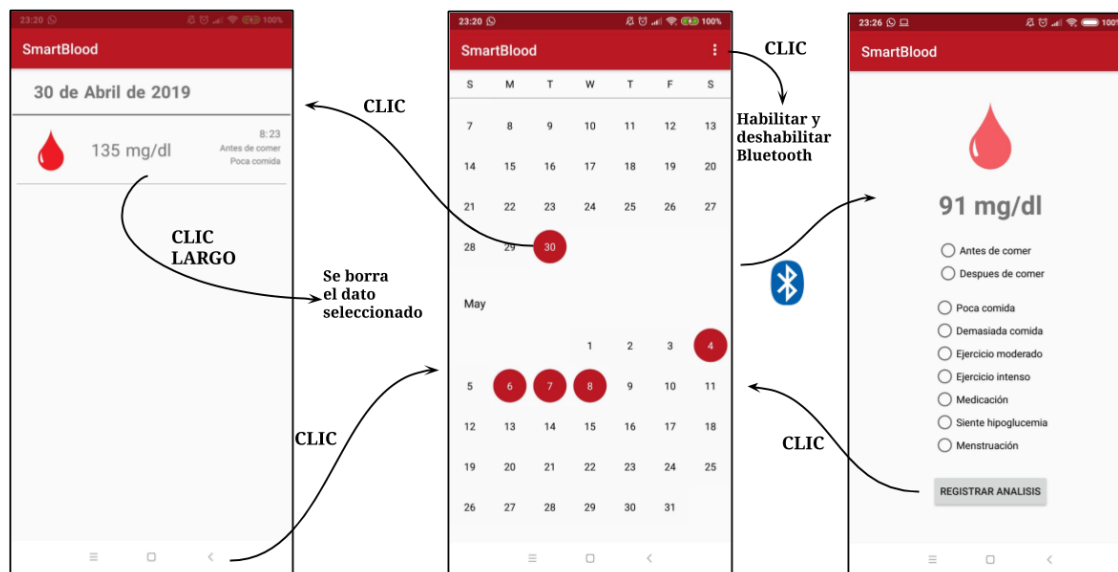 23:20 100%
SmartBlood
30 de Abril de 2019
8:23
135 mg/dl
Antes de comer
Poca comida
CLIC
LARGO
Se borra
el dato
seleccionado
CLIC
CLIC
23:20 100%
SmartBlood
S M T W T F S
7 8 9 10 11 12 13
14 15 16 17 18 19 20
21 22 23 24 25 26 27
28 29 30
May
1 2 3 4
5 6 7 8 9 10 11
12 13 14 15 16 17 18
19 20 21 22 23 24 25
26 27 28 29 30 31
CLIC
Habilitar y
deshabilitar
Bluetooth
CLIC
23:26 100%
SmartBlood
91 mg/dl
Antes de comer
Despues de comer
Poca comida
Demasiada comida
Ejercicio moderado
Ejercicio intenso
Medicación
Siente hipoglucemia
Menstruación
REGISTRAR ANALISIS